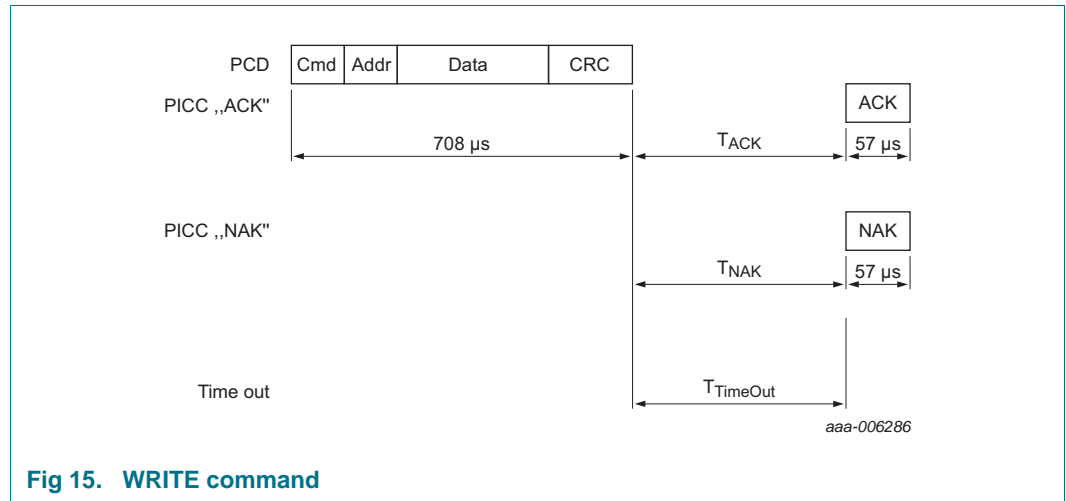 PCD Cmd Addr Data CRC
PICC ,,ACK" ACK
708 µs TACK 57 µs
PICC ,,NAK" NAK
TNAK 57 µs
Time out TTimeOut
aaa-006286
Fig 15. WRITE command